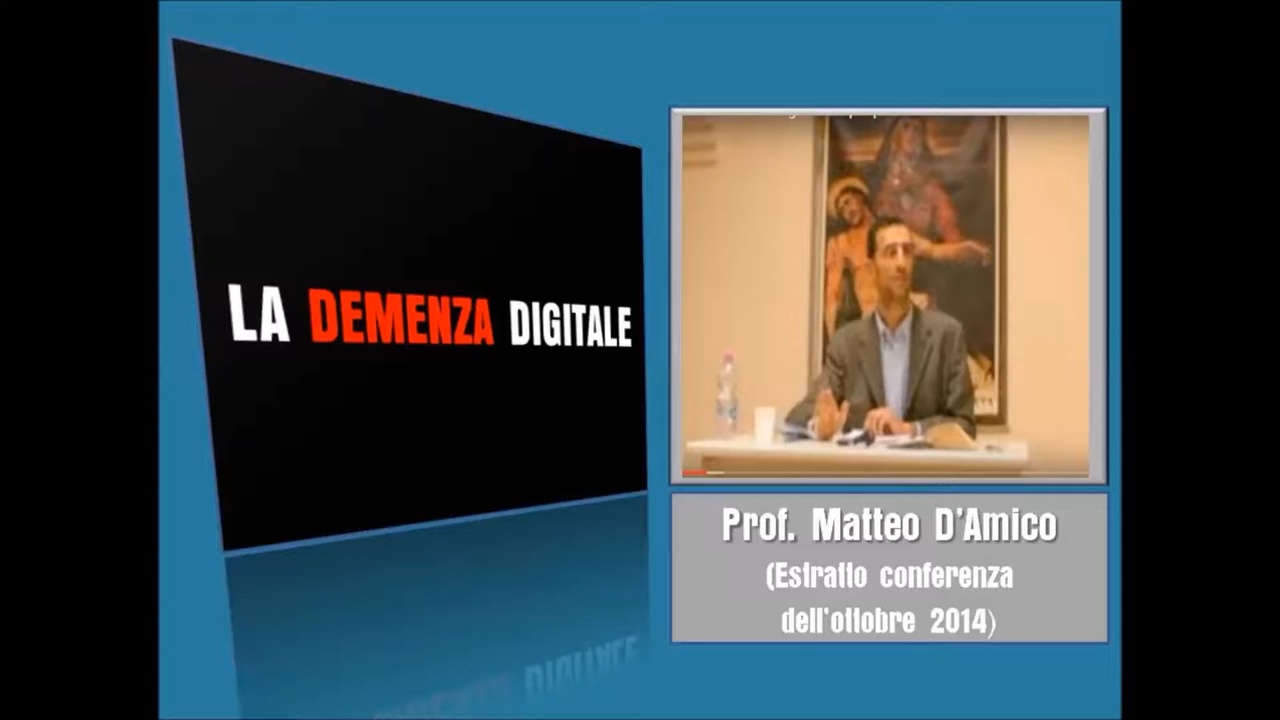 LA DEMENZA DIGITALE
Prof. Matteo D'Amico
(Estratto conferenza
dell'ottobre 2014)